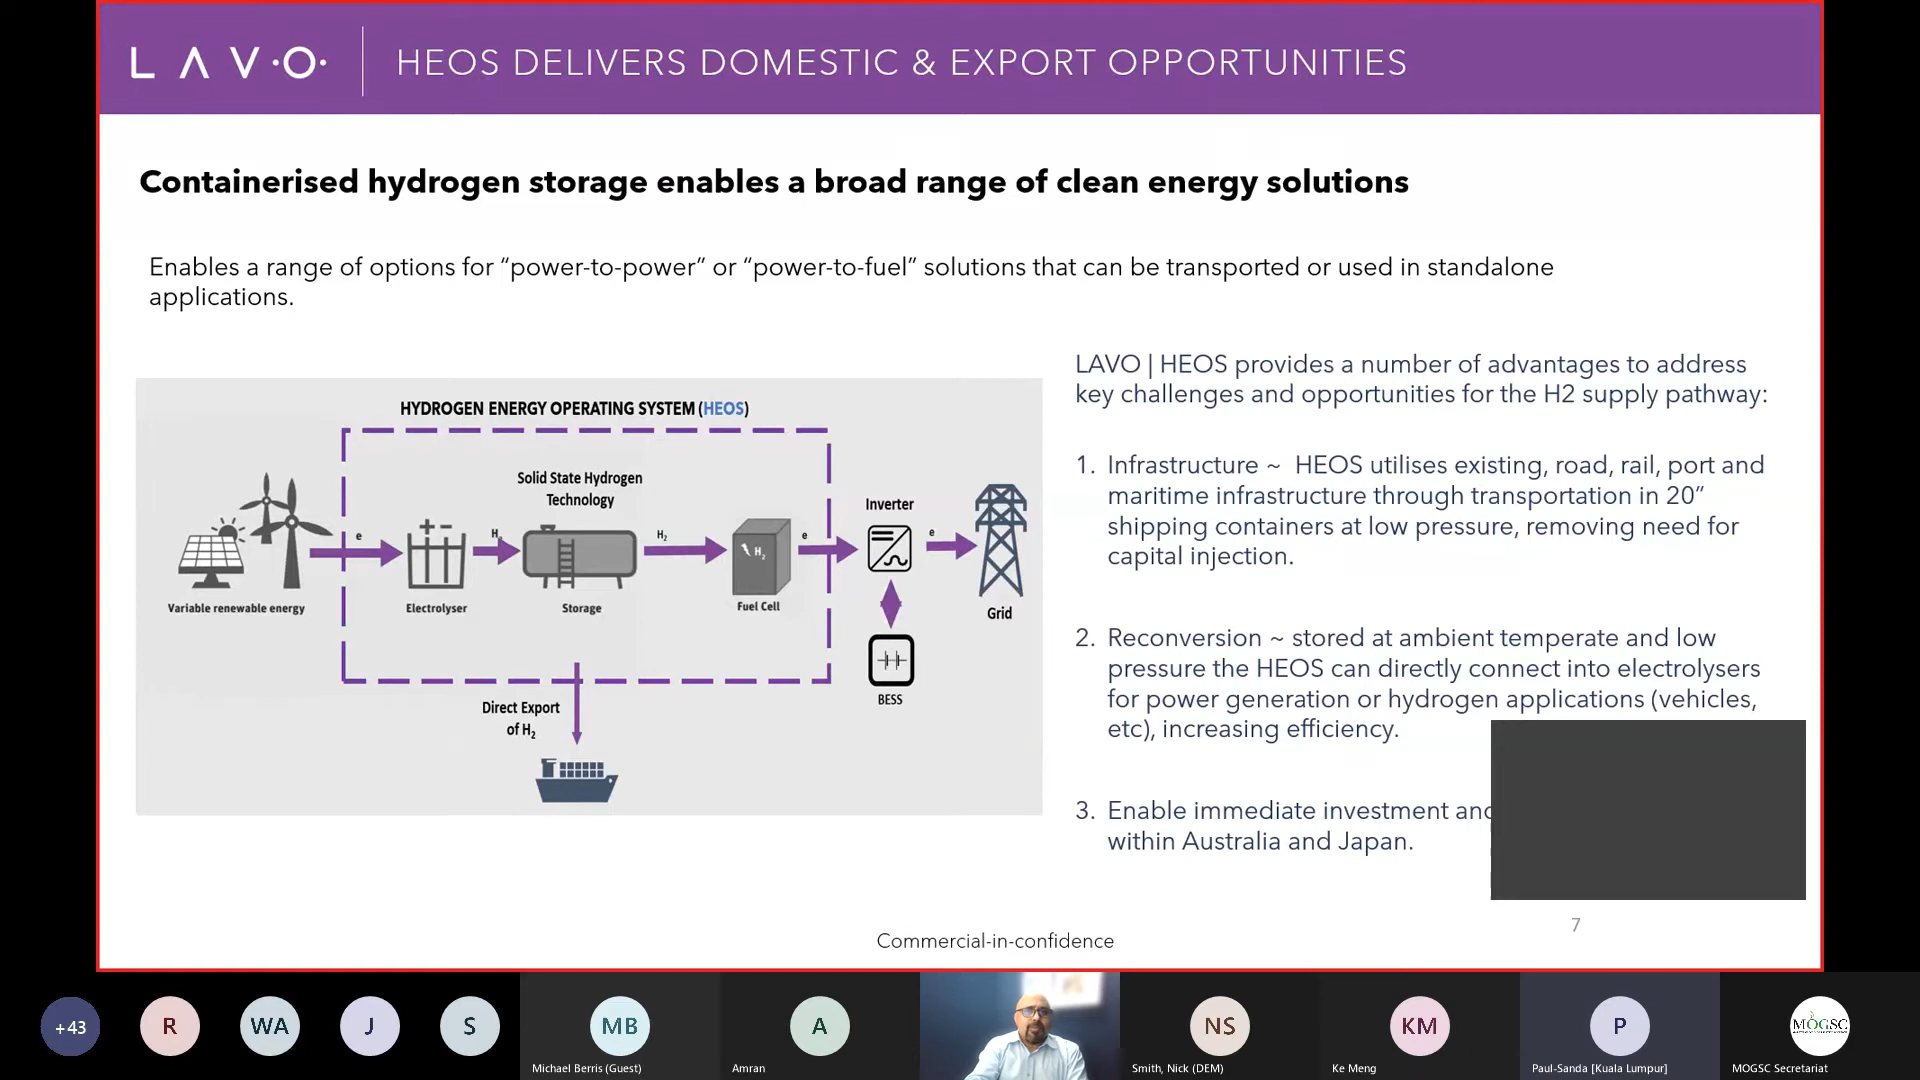 LAVO
HEOS DELIVERS DOMESTIC & EXPORT OPPORTUNITIES
Containerised hydrogen storage enables a broad range of clean energy solutions
Enables a range of options for “power-to-power” or “power-to-fuel” solutions that can be transported or used in standalone
applications.
HYDROGEN ENERGY OPERATING SYSTEM (HEOS)
Solid State Hydrogen
Technology
Inverter
e
H₂
H₂
e
e
H₂
Variable renewable energy
Electrolyser
Storage
Fuel Cell
Grid
BESS
Direct Export
of H₂
LAVO | HEOS provides a number of advantages to address
key challenges and opportunities for the H2 supply pathway:
1. Infrastructure ~ HEOS utilises existing, road, rail, port and
maritime infrastructure through transportation in 20”
shipping containers at low pressure, removing need for
capital injection.
2. Reconversion ~ stored at ambient temperate and low
pressure the HEOS can directly connect into electrolysers
for power generation or hydrogen applications (vehicles,
etc), increasing efficiency.
3. Enable immediate investment and
within Australia and Japan.
7
Commercial-in-confidence
+43
R
WA
J
S
MB
A
NS
KM
P
MOGSC
Michael Berris (Guest)
Amran
Smith, Nick (DEM)
Ke Meng
Paul-Sanda [Kuala Lumpur]
MOGSC Secretariat